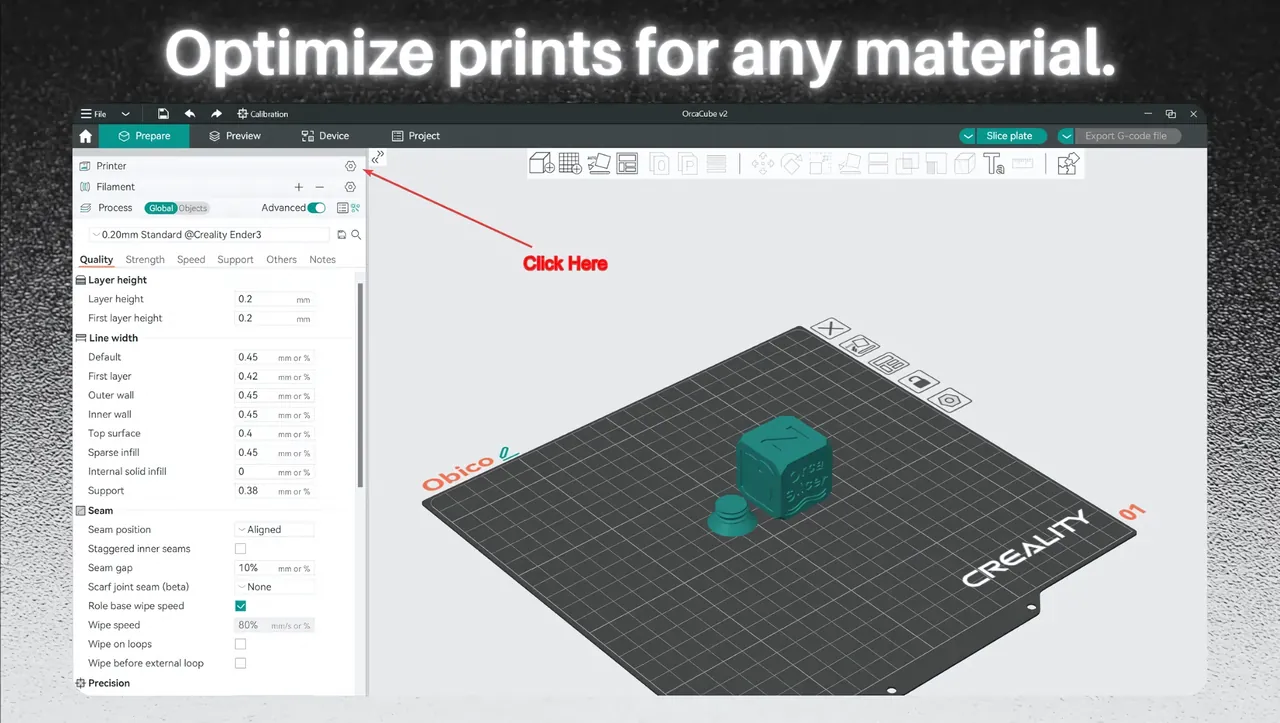 Optimize prints for any material.
File
Calibration
OrcaCube v2
Prepare
Preview
Device
Project
Slice plate
Export G-code file
Printer
Filament
Process
Global
Objects
Advanced
0.20mm Standard @Creality Ender3
Click Here
Quality
Strength
Speed
Support
Others
Notes
Layer height
Layer height 0.2 mm
First layer height 0.2 mm
Line width
Default 0.45 mm or %
First layer 0.42 mm or %
Outer wall 0.45 mm or %
Inner wall 0.45 mm or %
Top surface 0.4 mm or %
Sparse infill 0.45 mm or %
Internal solid infill 0 mm or %
Support 0.38 mm or %
Seam
Seam position Aligned
Staggered inner seams
Seam gap 10% mm or %
Scarf joint seam (beta) None
Role base wipe speed
Wipe speed 80% mm/s or %
Wipe on loops
Wipe before external loop
Precision
Obico
Orca
Slicer
01
CREALITY